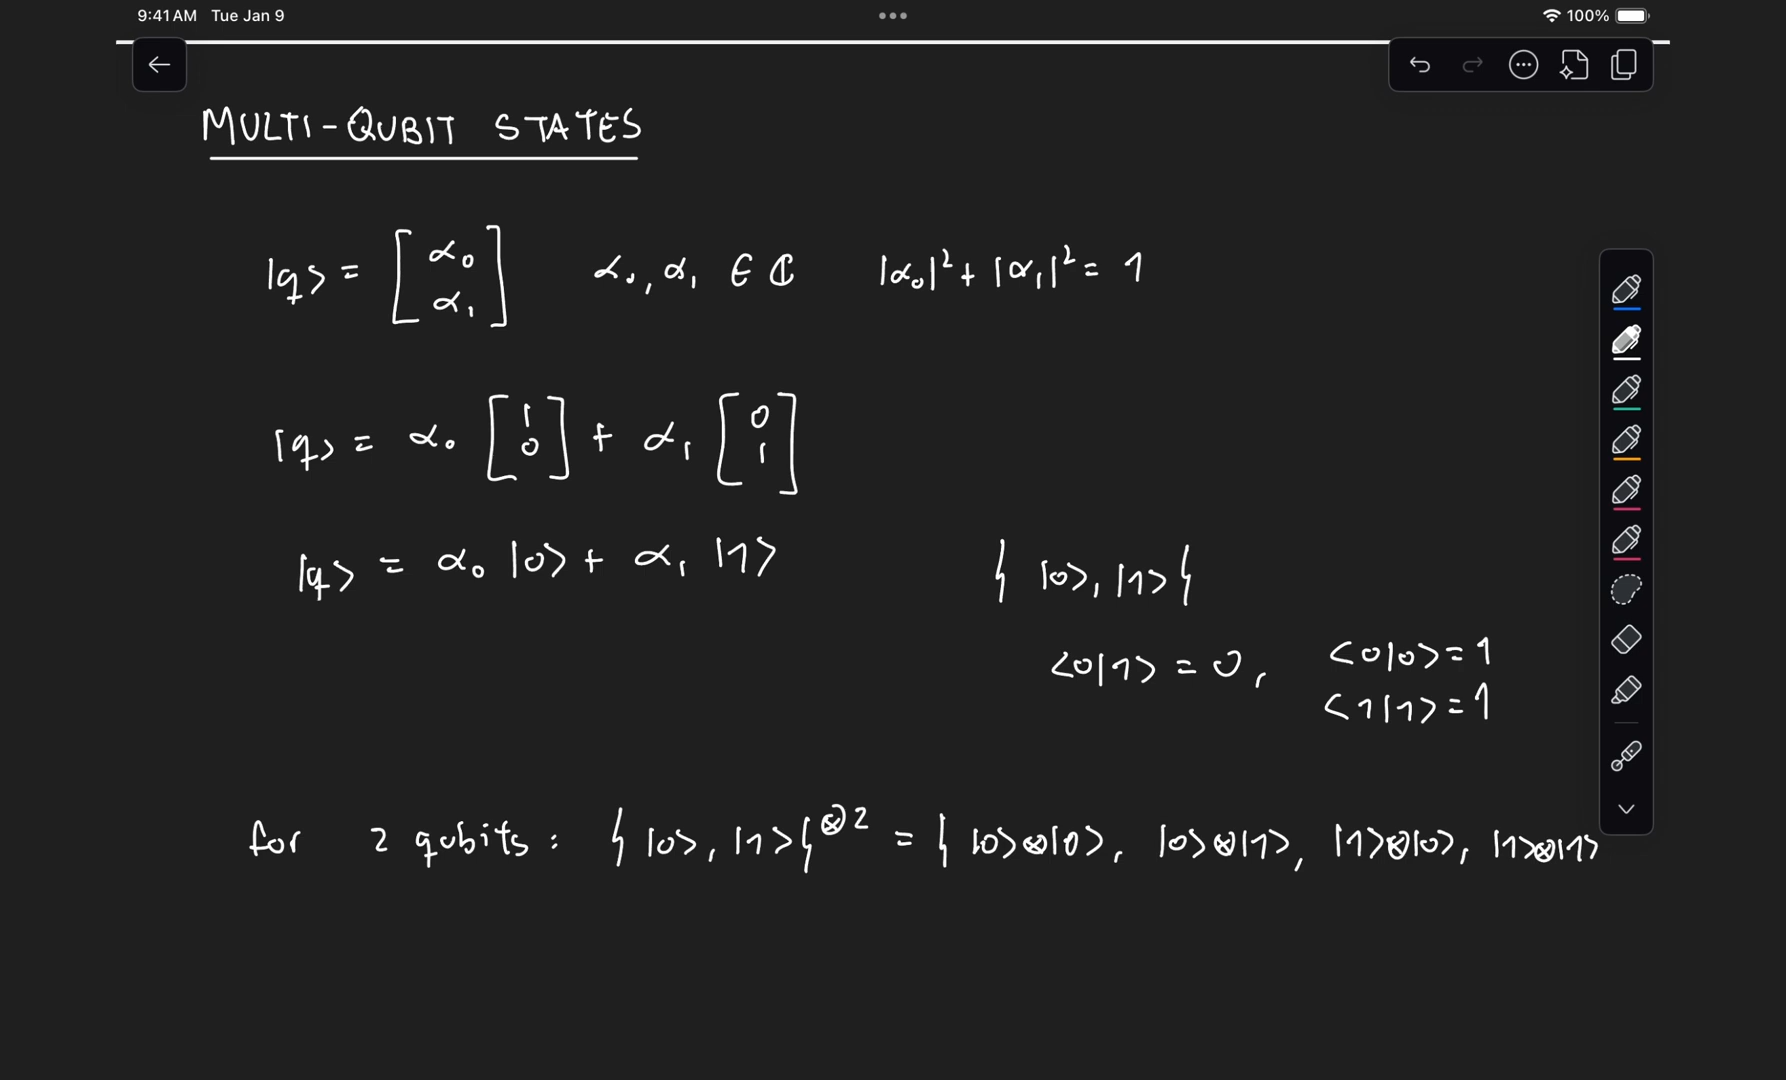 9:41 AM Tue Jan 9
100%
MULTI-QUBIT STATES
|q> = [α₀ α₁] α₀, α₁ ∈ ℂ |α₀|² + |α₁|² = 1
|q> = α₀ [1 0] + α₁ [0 1]
|q> = α₀ |0> + α₁ |1>
{ |0>, |1> }
<0|1> = 0, <0|0> = 1
<1|1> = 1
for 2 qubits: { |0>, |1> }⊗2 = { |0>⊗|0>, |0>⊗|1>, |1>⊗|0>, |1>⊗|1>